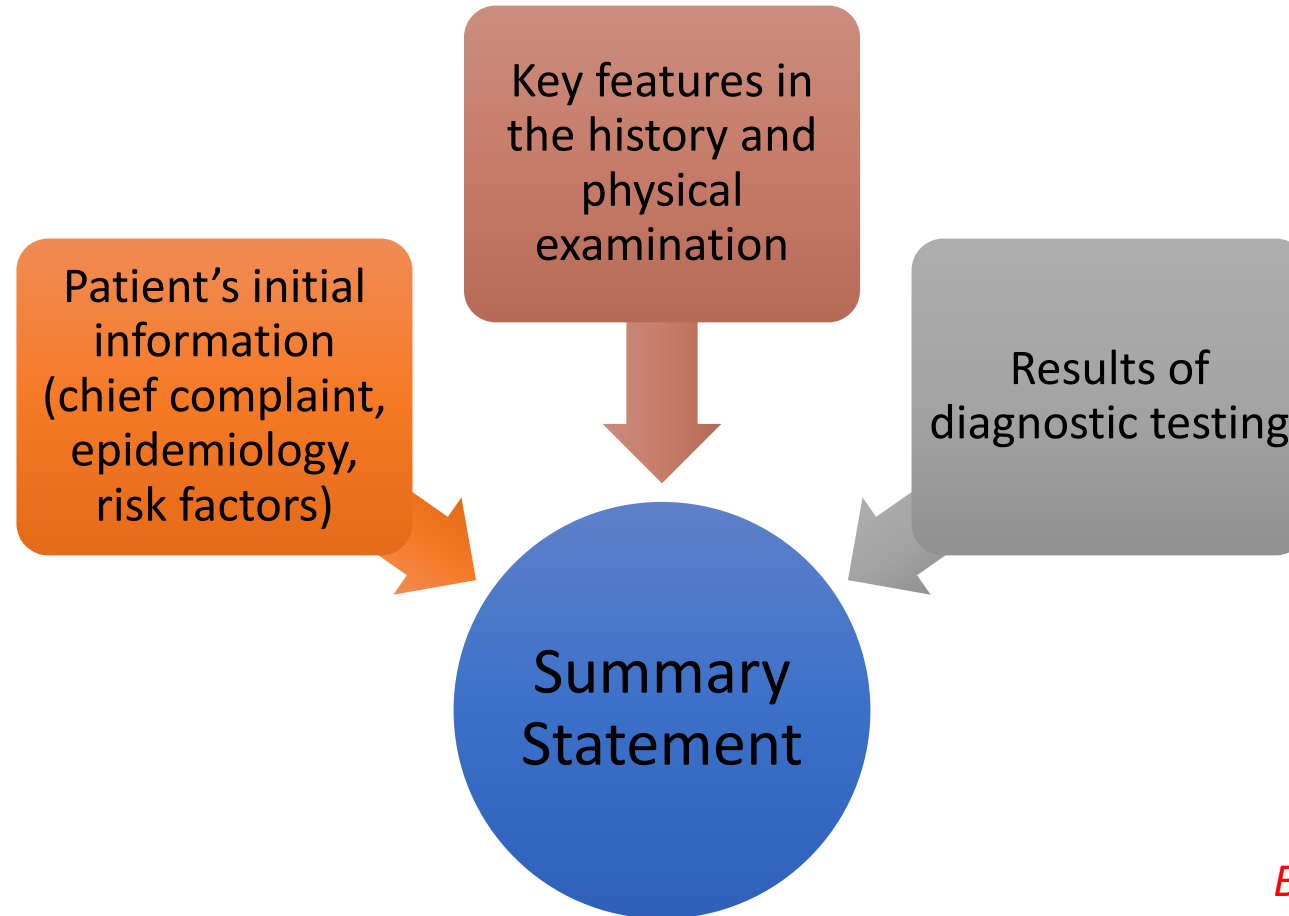 Key features in
the history and
physical
examination
Patient’s initial
information
(chief complaint,
epidemiology,
risk factors)
Results of
diagnostic testing
Summary
Statement